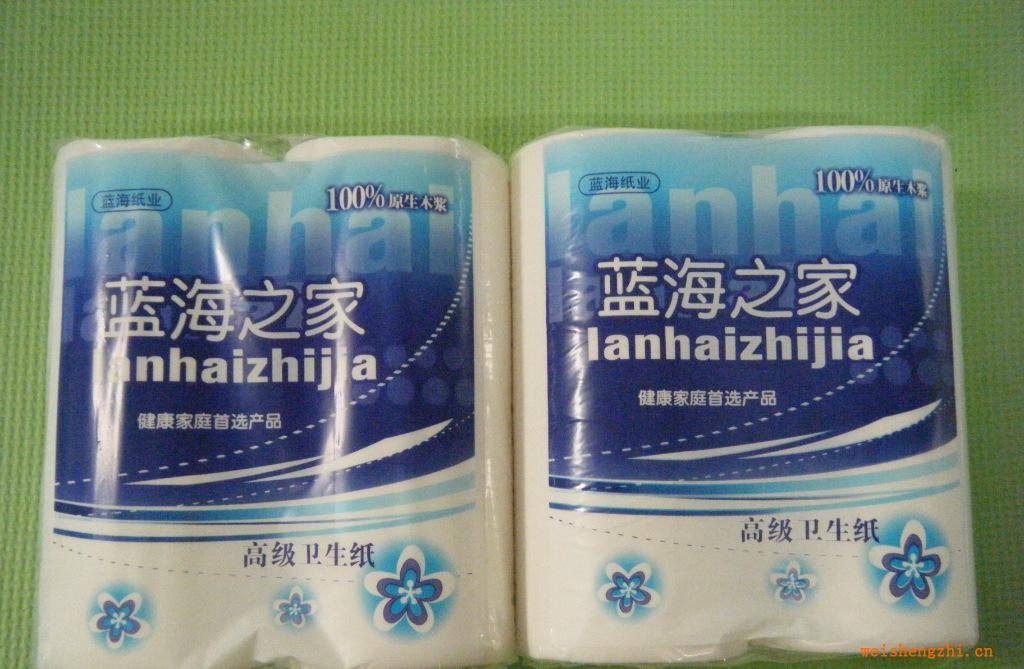 lanhai
蓝海纸业
100%原生木浆
蓝海之家
lanhaizhijia
健康家庭首选产品
高级卫生纸
lanhai
蓝海纸业
100%原生木浆
蓝海之家
lanhaizhijia
健康家庭首选产品
高级卫生纸
weishengzhi.cn